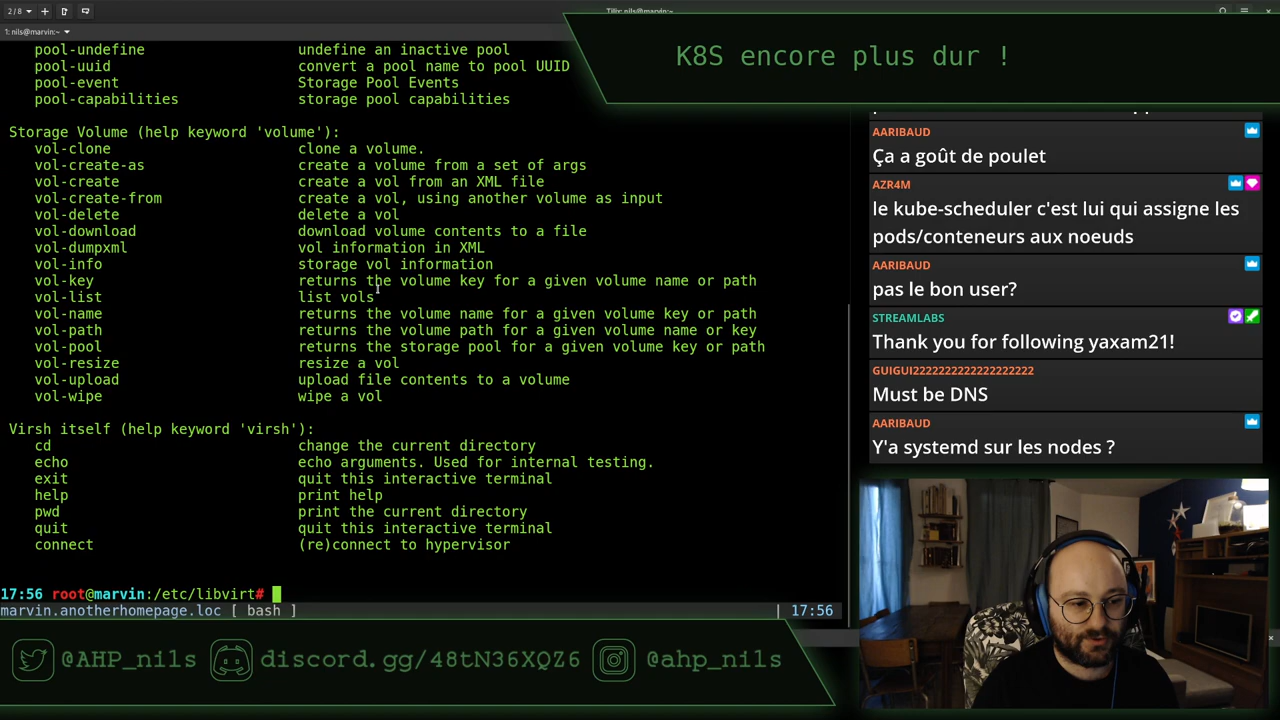 2 / 8
Tilix: nils@marvin:~
1: nils@marvin:~
K8S encore plus dur !
pool-undefine undefine an inactive pool
pool-uuid convert a pool name to pool UUID
pool-event Storage Pool Events
pool-capabilities storage pool capabilities
Storage Volume (help keyword 'volume'):
vol-clone clone a volume.
vol-create-as create a volume from a set of args
vol-create create a vol from an XML file
vol-create-from create a vol, using another volume as input
vol-delete delete a vol
vol-download download volume contents to a file
vol-dumpxml vol information in XML
vol-info storage vol information
vol-key returns the volume key for a given volume name or path
vol-list list vols
vol-name returns the volume name for a given volume key or path
vol-path returns the volume path for a given volume name or key
vol-pool returns the storage pool for a given volume key or path
vol-resize resize a vol
vol-upload upload file contents to a volume
vol-wipe wipe a vol
Virsh itself (help keyword 'virsh'):
cd change the current directory
echo echo arguments. Used for internal testing.
exit quit this interactive terminal
help print help
pwd print the current directory
quit quit this interactive terminal
connect (re)connect to hypervisor
17:56 root@marvin:/etc/libvirt#
marvin.anotherhomepage.loc [ bash ] | 17:56
AARIBAUD
Ça a goût de poulet
AZR4M
le kube-scheduler c'est lui qui assigne les
pods/conteneurs aux noeuds
AARIBAUD
pas le bon user?
STREAMLABS
Thank you for following yaxam21!
GUIGUI2222222222222222222
Must be DNS
AARIBAUD
Y'a systemd sur les nodes ?
@AHP_nils discord.gg/48tN36XQZ6 @ahp_nils